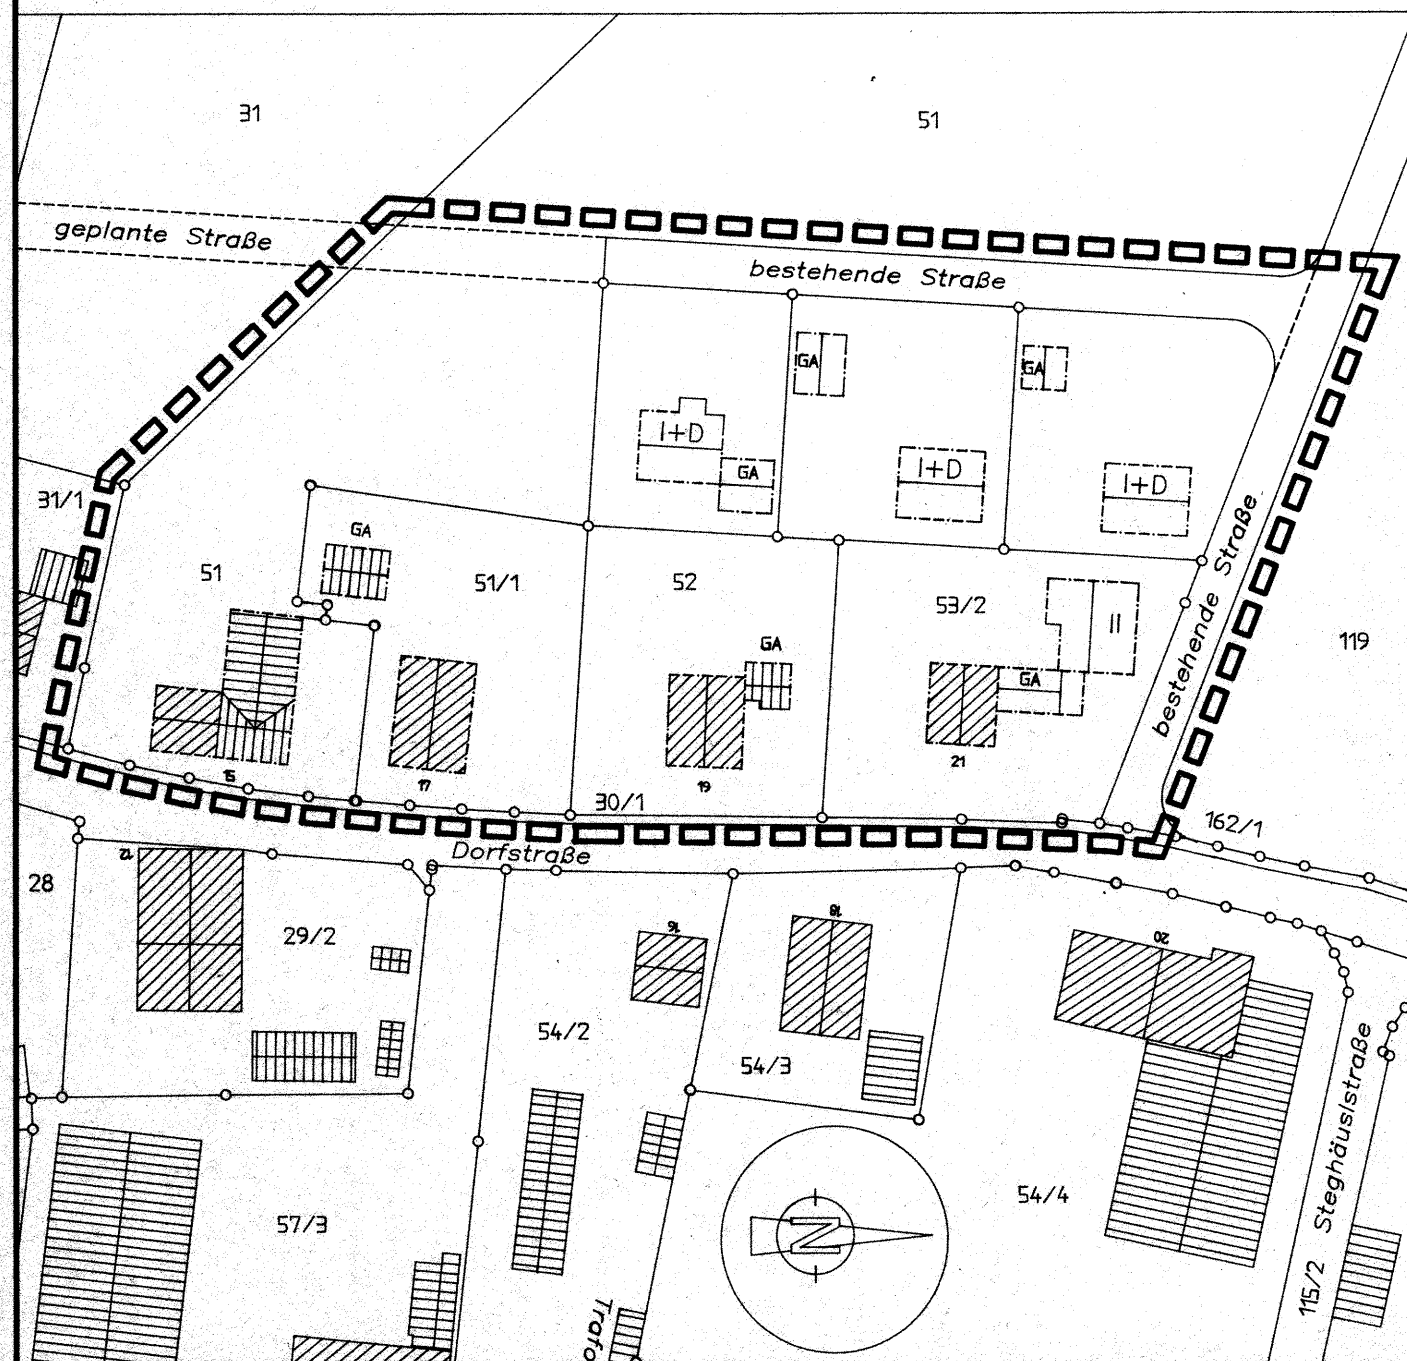 31
51
geplante Straße
bestehende Straße
GA
GA
I+D
GA
I+D
I+D
31/1
GA
51
51/1
52
53/2
II
bestehende Straße
119
GA
GA
15
17
19
21
30/1
162/1
Dorfstraße
12
28
29/2
16
18
20
54/2
54/3
N
54/4
57/3
115/2 Steghäuslstraße
Trafo